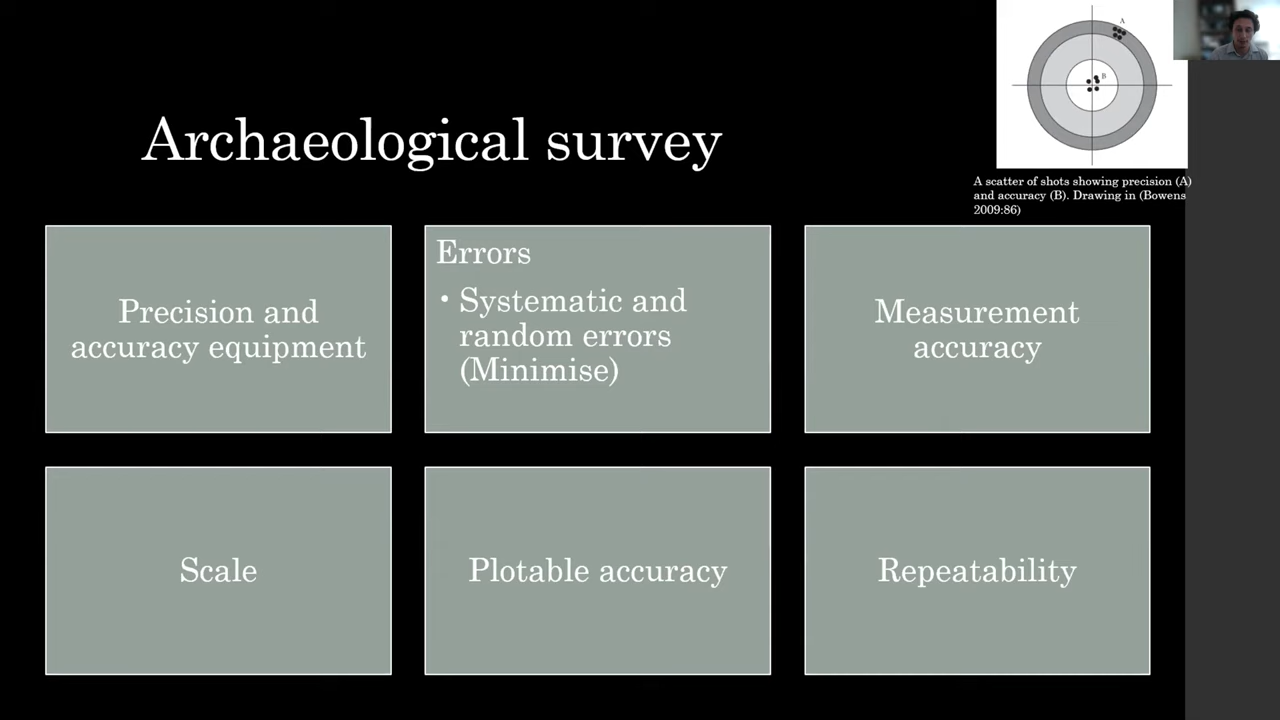 Archaeological survey
A
B
A scatter of shots showing precision (A)
and accuracy (B). Drawing in (Bowens
2009:86)
Precision and
accuracy equipment
Errors
• Systematic and
random errors
(Minimise)
Measurement
accuracy
Scale
Plotable accuracy
Repeatability